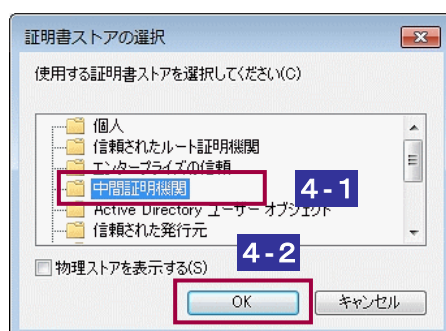 証明書ストアの選択
使用する証明書ストアを選択してください(C)
個人
信頼されたルート証明機関
エンタープライズの信頼
中間証明機関
4-1
Active Directory ユーザー オブジェクト
信頼された発行元
4-2
物理ストアを表示する(S)
OK
キャンセル